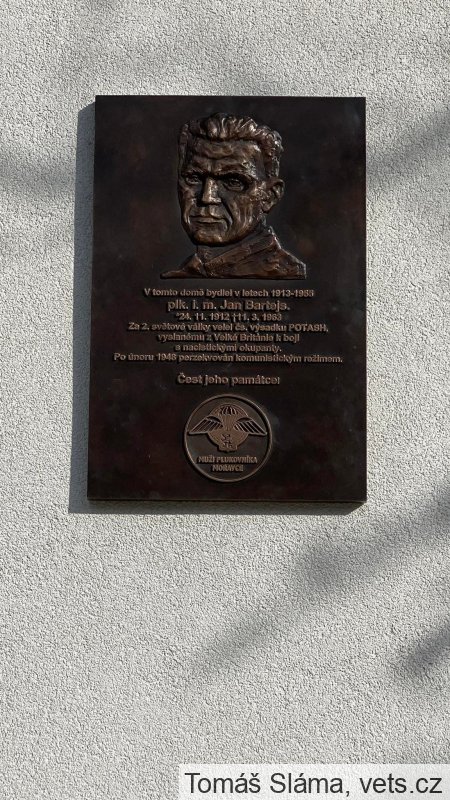 V tomto domě bydlel v letech 1913-1955
plk. i. m. Jan Bartejs.
*24. 11. 1912 †11. 3. 1963
Za 2. světové války velel čs. výsadku POTASH,
vyslanému z Velké Británie k boji
s nacistickými okupanty.
Po únoru 1948 perzekvován komunistickým režimem.
Čest jeho památce!
MUŽI PLUKOVNÍKA
MORAVCE
Tomáš Sláma, vets.cz